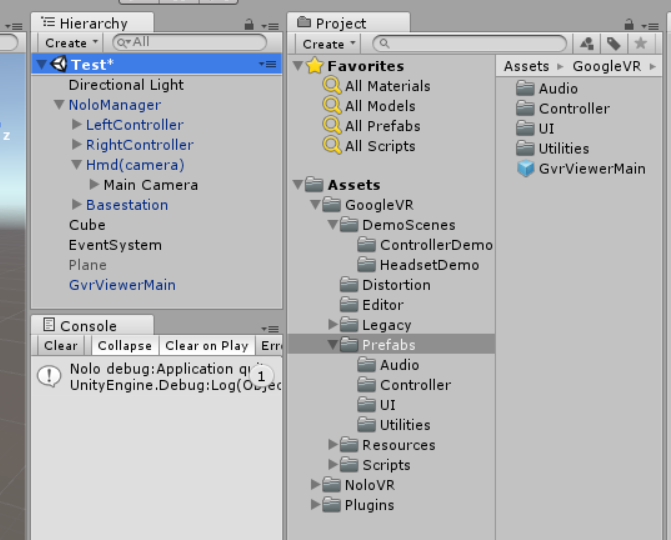 Hierarchy
Create
All
Test*
Directional Light
NoloManager
LeftController
RightController
Hmd(camera)
Main Camera
Basestation
Cube
EventSystem
Plane
GvrViewerMain
Console
Clear
Collapse
Clear on Play
Nolo debug:Application
UnityEngine.Debug:Log(
1
z
Project
Create
Favorites
All Materials
All Models
All Prefabs
All Scripts
Assets
GoogleVR
DemoScenes
ControllerDemo
HeadsetDemo
Distortion
Editor
Legacy
Prefabs
Audio
Controller
UI
Utilities
Resources
Scripts
NoloVR
Plugins
Assets GoogleVR
Audio
Controller
UI
Utilities
GvrViewerMain